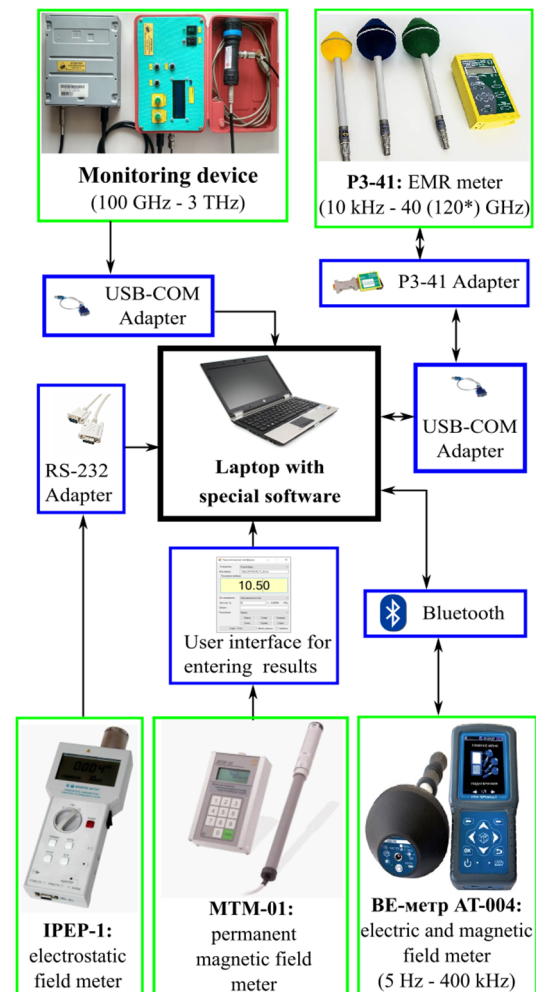 Monitoring device
(100 GHz - 3 THz)
P3-41: EMR meter
(10 kHz - 40 (120*) GHz)
USB-COM
Adapter
P3-41 Adapter
RS-232
Adapter
Laptop with
special software
USB-COM
Adapter
10.50
User interface for
entering results
Bluetooth
IPEP-1:
electrostatic
field meter
MTM-01:
permanent
magnetic field
meter
ВЕ-метр АТ-004:
electric and magnetic
field meter
(5 Hz - 400 kHz)